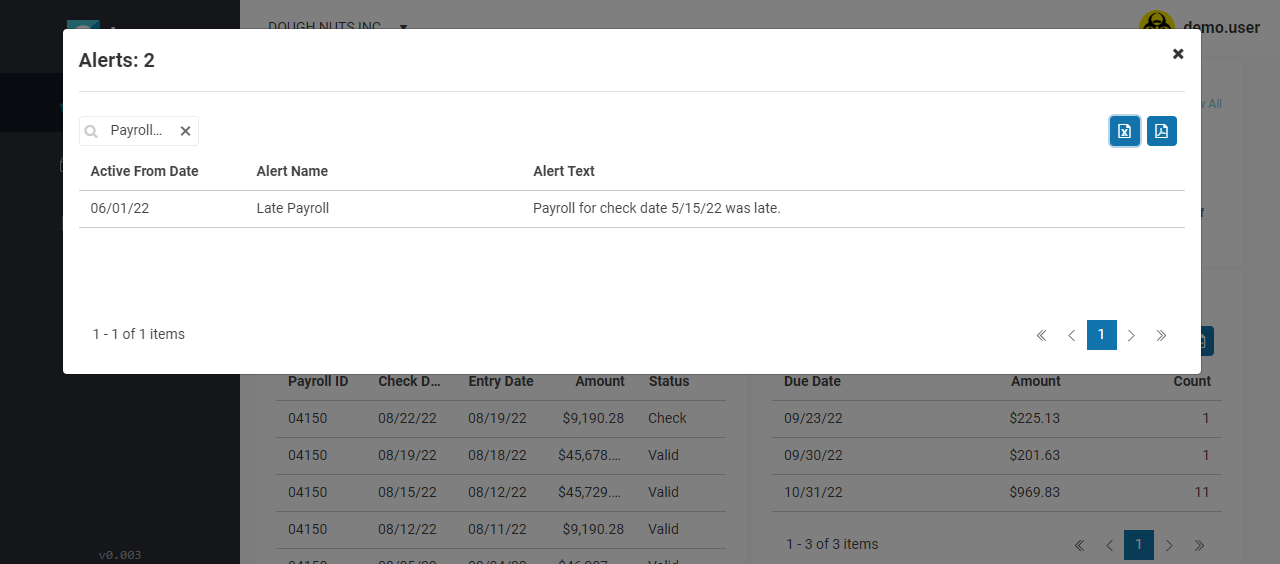 DOUGH NUTS INC
demo.user
Alerts: 2
Payroll...
Active From Date Alert Name Alert Text
06/01/22 Late Payroll Payroll for check date 5/15/22 was late.
1 - 1 of 1 items
1
All
Payroll ID Check D... Entry Date Amount Status
04150 08/22/22 08/19/22 $9,190.28 Check
04150 08/19/22 08/18/22 $45,678.... Valid
04150 08/15/22 08/12/22 $45,729.... Valid
04150 08/12/22 08/11/22 $9,190.28 Valid
Due Date Amount Count
09/23/22 $225.13 1
09/30/22 $201.63 1
10/31/22 $969.83 11
1 - 3 of 3 items
1
v0.003